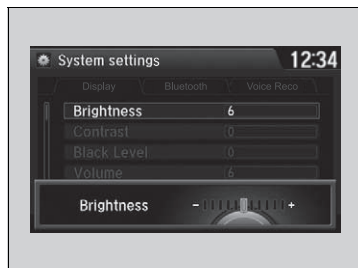 System settings 12:34
Display Bluetooth Voice Reco
Brightness 6
Contrast 0
Black Level 0
Volume 6
Brightness - +